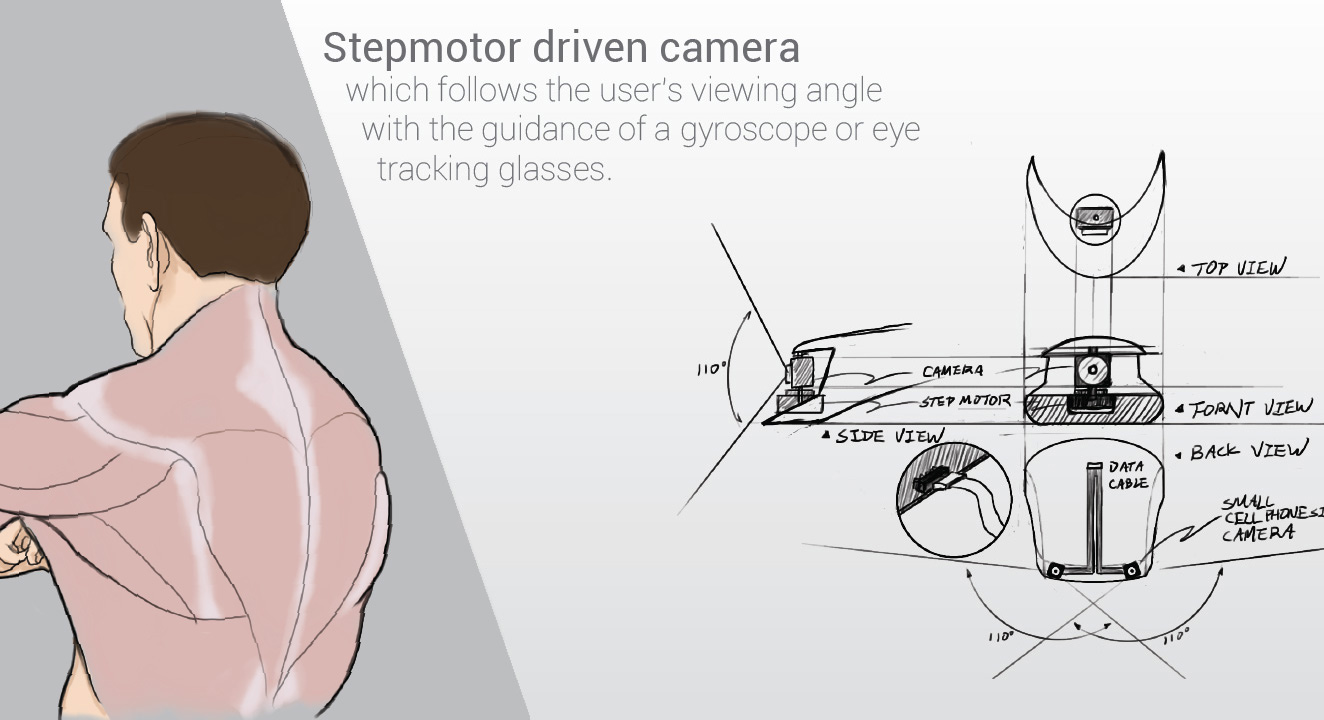 Stepmotor driven camera
which follows the user's viewing angle
with the guidance of a gyroscope or eye
tracking glasses.
TOP VIEW
110°
CAMERA
STEP MOTOR
FORNT VIEW
SIDE VIEW
BACK VIEW
DATA
CABLE
SMALL
CELL PHONE
CAMERA
110°
110°